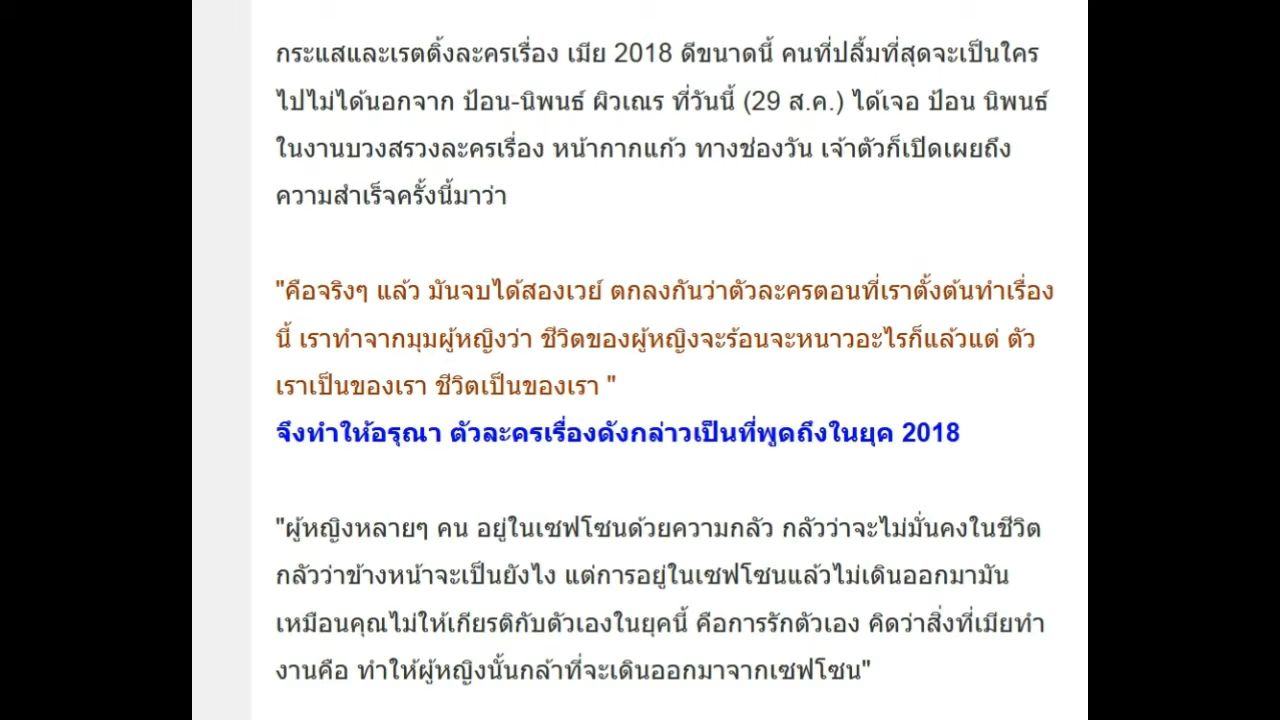 กระแสและเรตติ้งละครเรื่อง เมีย 2018 ดีขนาดนี้ คนที่ปลื้มที่สุดจะเป็นใคร
ไปไม่ได้นอกจาก ป้อน-นิพนธ์ ผิวเณร ที่วันนี้ (29 ส.ค.) ได้เจอ ป้อน นิพนธ์
ในงานบวงสรวงละครเรื่อง หน้ากากแก้ว ทางช่องวัน เจ้าตัวก็เปิดเผยถึง
ความสำเร็จครั้งนี้มาว่า
"คือจริงๆ แล้ว มันจบได้สองเวย์ ตกลงกันว่าตัวละครตอนที่เราตั้งต้นทำเรื่อง
นี้ เราทำจากมุมผู้หญิงว่า ชีวิตของผู้หญิงจะร้อนจะหนาวอะไรก็แล้วแต่ ตัว
เราเป็นของเรา ชีวิตเป็นของเรา "
จึงทำให้อรุณา ตัวละครเรื่องดังกล่าวเป็นที่พูดถึงในยุค 2018
"ผู้หญิงหลายๆ คน อยู่ในเซฟโซนด้วยความกลัว กลัวว่าจะไม่มั่นคงในชีวิต
กลัวว่าข้างหน้าจะเป็นยังไง แต่การอยู่ในเซฟโซนแล้วไม่เดินออกมามัน
เหมือนคุณไม่ให้เกียรติกับตัวเองในยุคนี้ คือการรักตัวเอง คิดว่าสิ่งที่เมียทำ
งานคือ ทำให้ผู้หญิงนั้นกล้าที่จะเดินออกมาจากเซฟโซน"